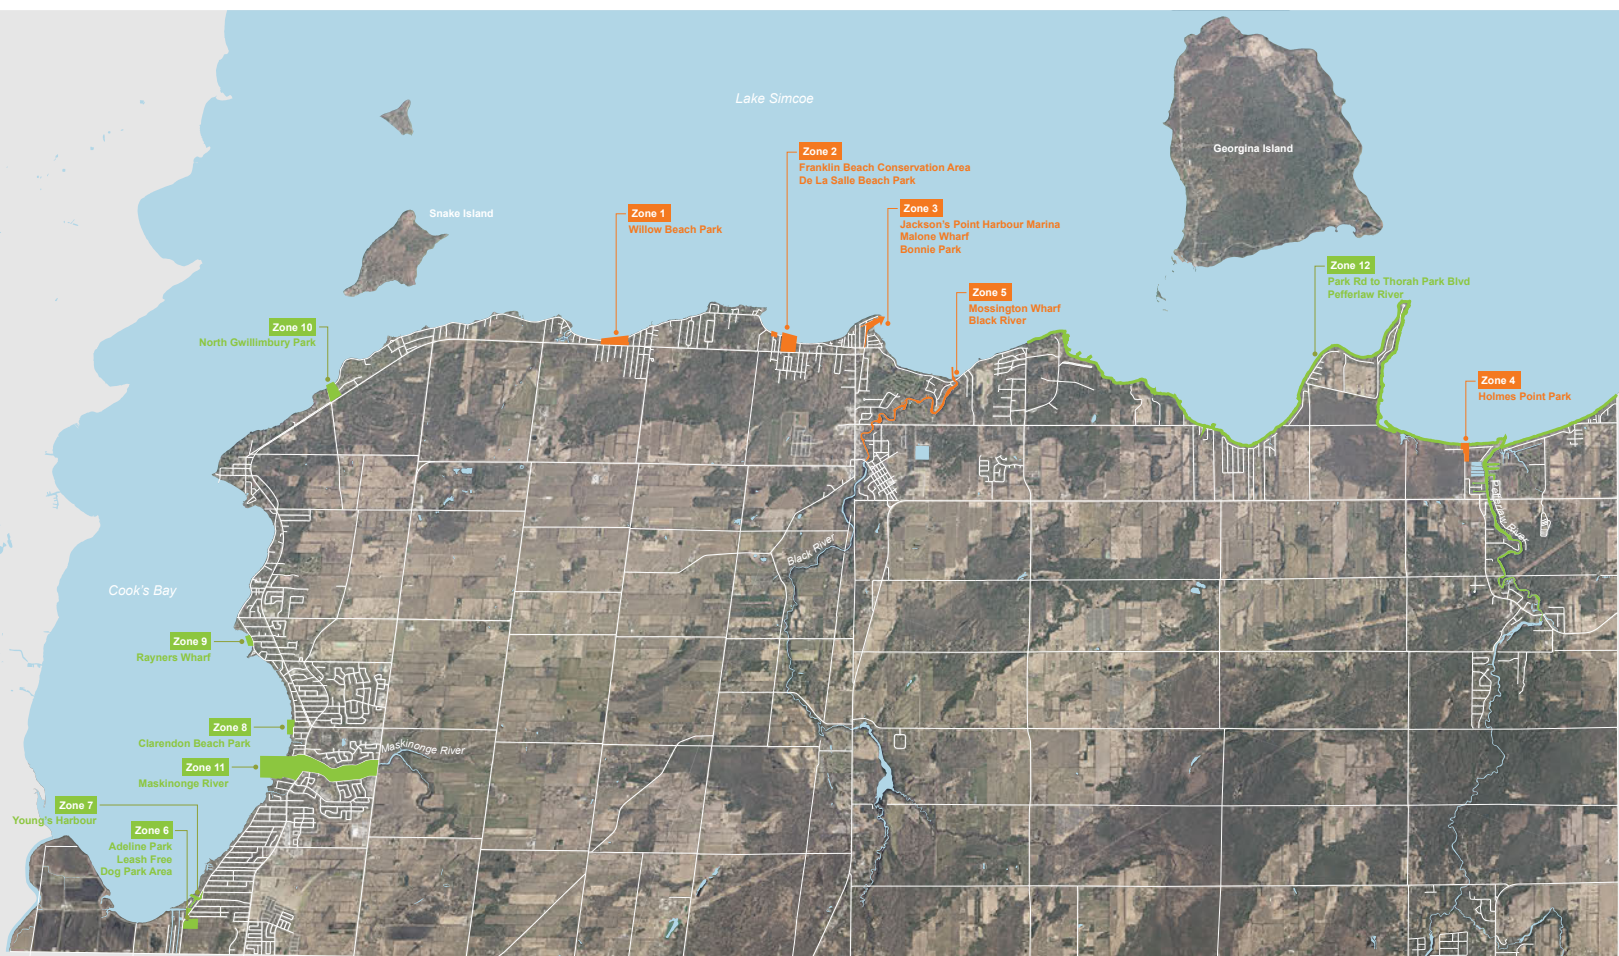 Lake Simcoe
Georgina Island
Zone 2
Franklin Beach Conservation Area
De La Salle Beach Park
Snake Island
Zone 1
Willow Beach Park
Zone 3
Jackson's Point Harbour Marina
Malone Wharf
Bonnie Park
Zone 12
Park Rd to Thorah Park Blvd
Pefferlaw River
Zone 5
Mossington Wharf
Black River
Zone 10
North Gwillimbury Park
Zone 4
Holmes Point Park
Pefferlaw River
Black River
Cook's Bay
Zone 9
Rayners Wharf
Zone 8
Clarendon Beach Park
Maskinonge River
Zone 11
Maskinonge River
Zone 7
Young's Harbour
Zone 6
Adeline Park
Leash Free
Dog Park Area